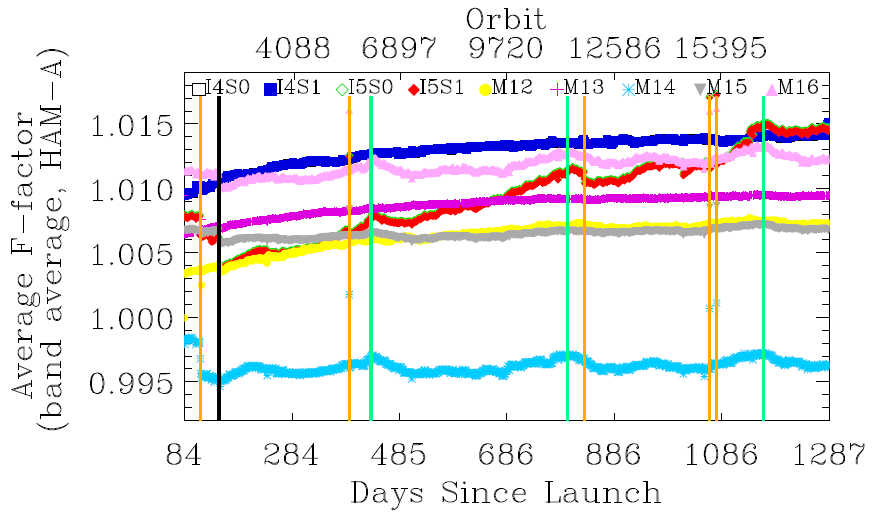 Orbit
4088 6897 9720 12586 15395
I4S0 I4S1 I5S0 I5S1 M12 M13 M14 M15 M16
1.015
1.010
1.005
1.000
0.995
Average F-factor
(band average, HAM-A)
84 284 485 686 886 1086 1287
Days Since Launch